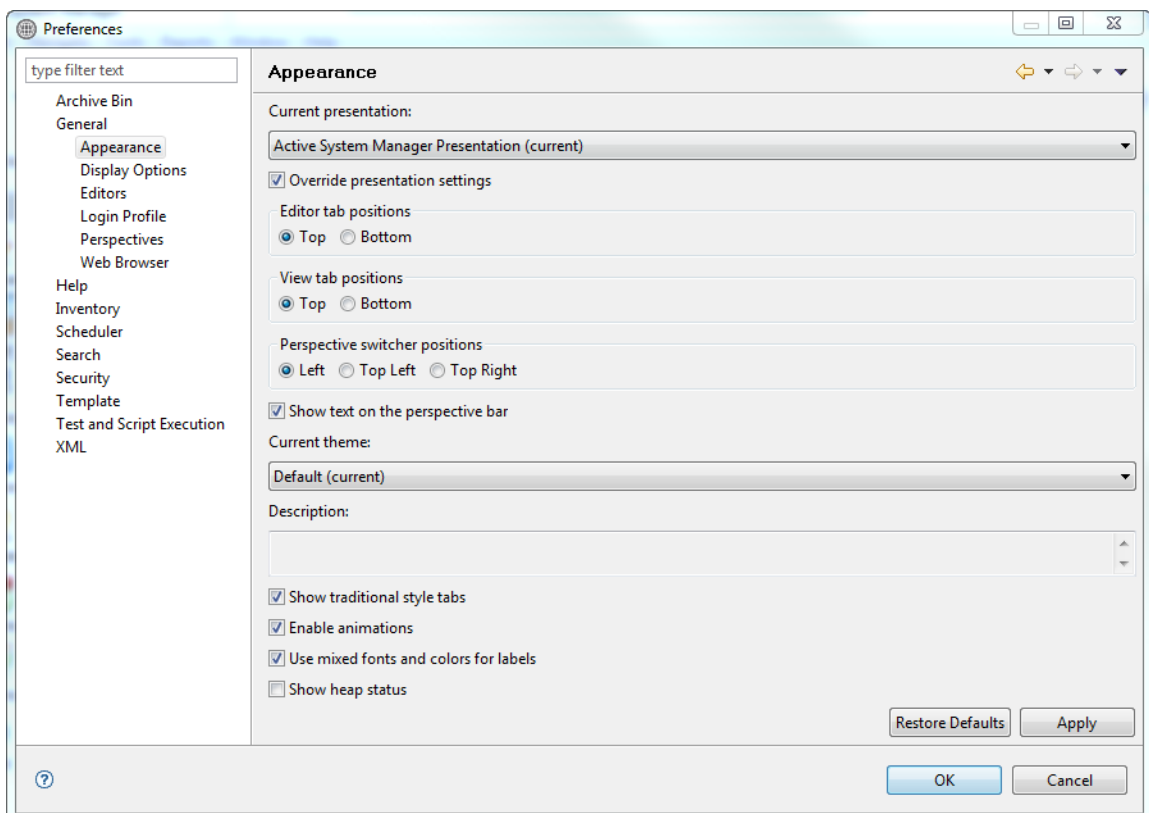 Preferences
type filter text
Archive Bin
General
Appearance
Display Options
Editors
Login Profile
Perspectives
Web Browser
Help
Inventory
Scheduler
Search
Security
Template
Test and Script Execution
XML
Appearance
Current presentation:
Active System Manager Presentation (current)
Override presentation settings
Editor tab positions
Top Bottom
View tab positions
Top Bottom
Perspective switcher positions
Left Top Left Top Right
Show text on the perspective bar
Current theme:
Default (current)
Description:
Show traditional style tabs
Enable animations
Use mixed fonts and colors for labels
Show heap status
Restore Defaults Apply
OK Cancel